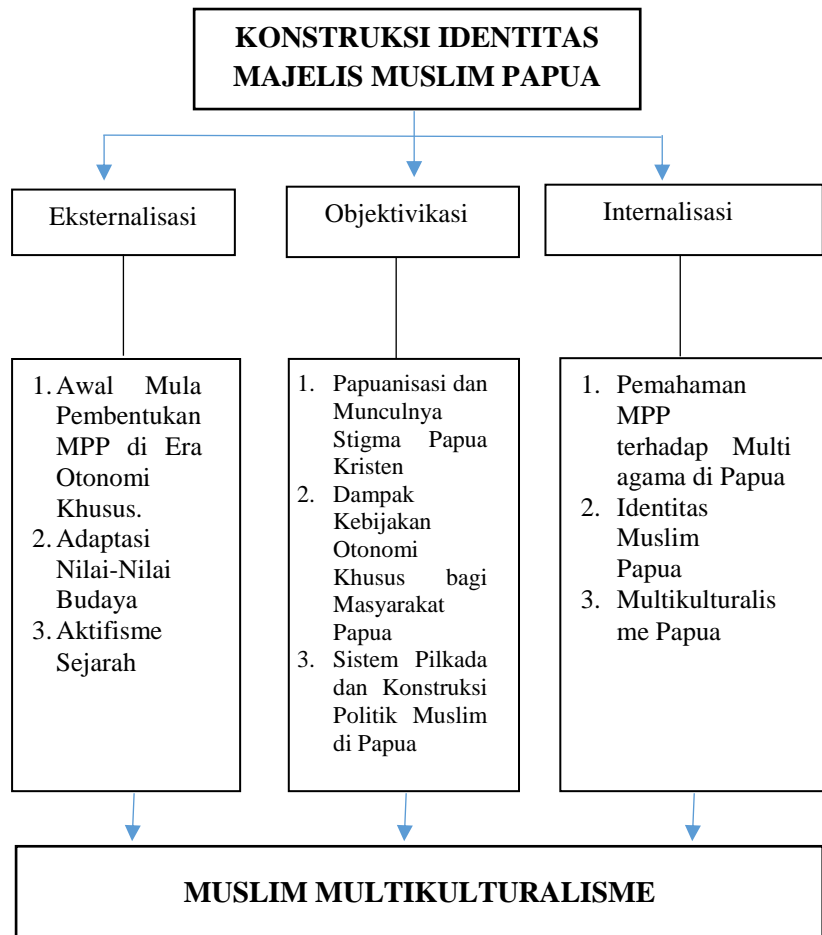 KONSTRUKSI IDENTITAS
MAJELIS MUSLIM PAPUA
Eksternalisasi
Objektivikasi
Internalisasi
1. Awal Mula
Pembentukan
MPP di Era
Otonomi
Khusus.
2. Adaptasi
Nilai-Nilai
Budaya
3. Aktifisme
Sejarah
1. Papuanisasi dan
Munculnya
Stigma Papua
Kristen
2. Dampak
Kebijakan
Otonomi
Khusus bagi
Masyarakat
Papua
3. Sistem Pilkada
dan Konstruksi
Politik Muslim
di Papua
1. Pemahaman
MPP
terhadap Multi
agama di Papua
2. Identitas
Muslim
Papua
3. Multikulturalis
me Papua
MUSLIM MULTIKULTURALISME